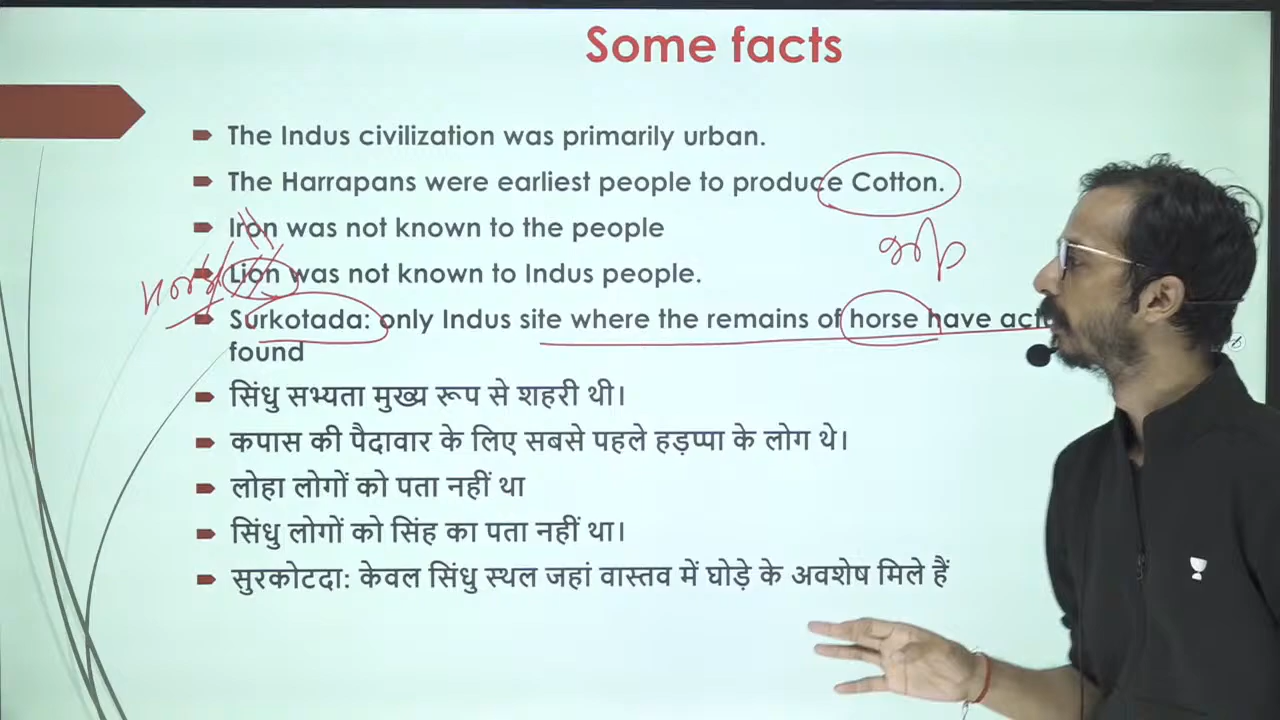 Some facts
The Indus civilization was primarily urban.
The Harrapans were earliest people to produce Cotton.
Iron was not known to the people
Lion was not known to Indus people.
Surkotada: only Indus site where the remains of horse have act
found
सिंधु सभ्यता मुख्य रूप से शहरी थी।
कपास की पैदावार के लिए सबसे पहले हड़प्पा के लोग थे।
लोहा लोगों को पता नहीं था
सिंधु लोगों को सिंह का पता नहीं था।
सुरकोटदा: केवल सिंधु स्थल जहां वास्तव में घोड़े के अवशेष मिले हैं